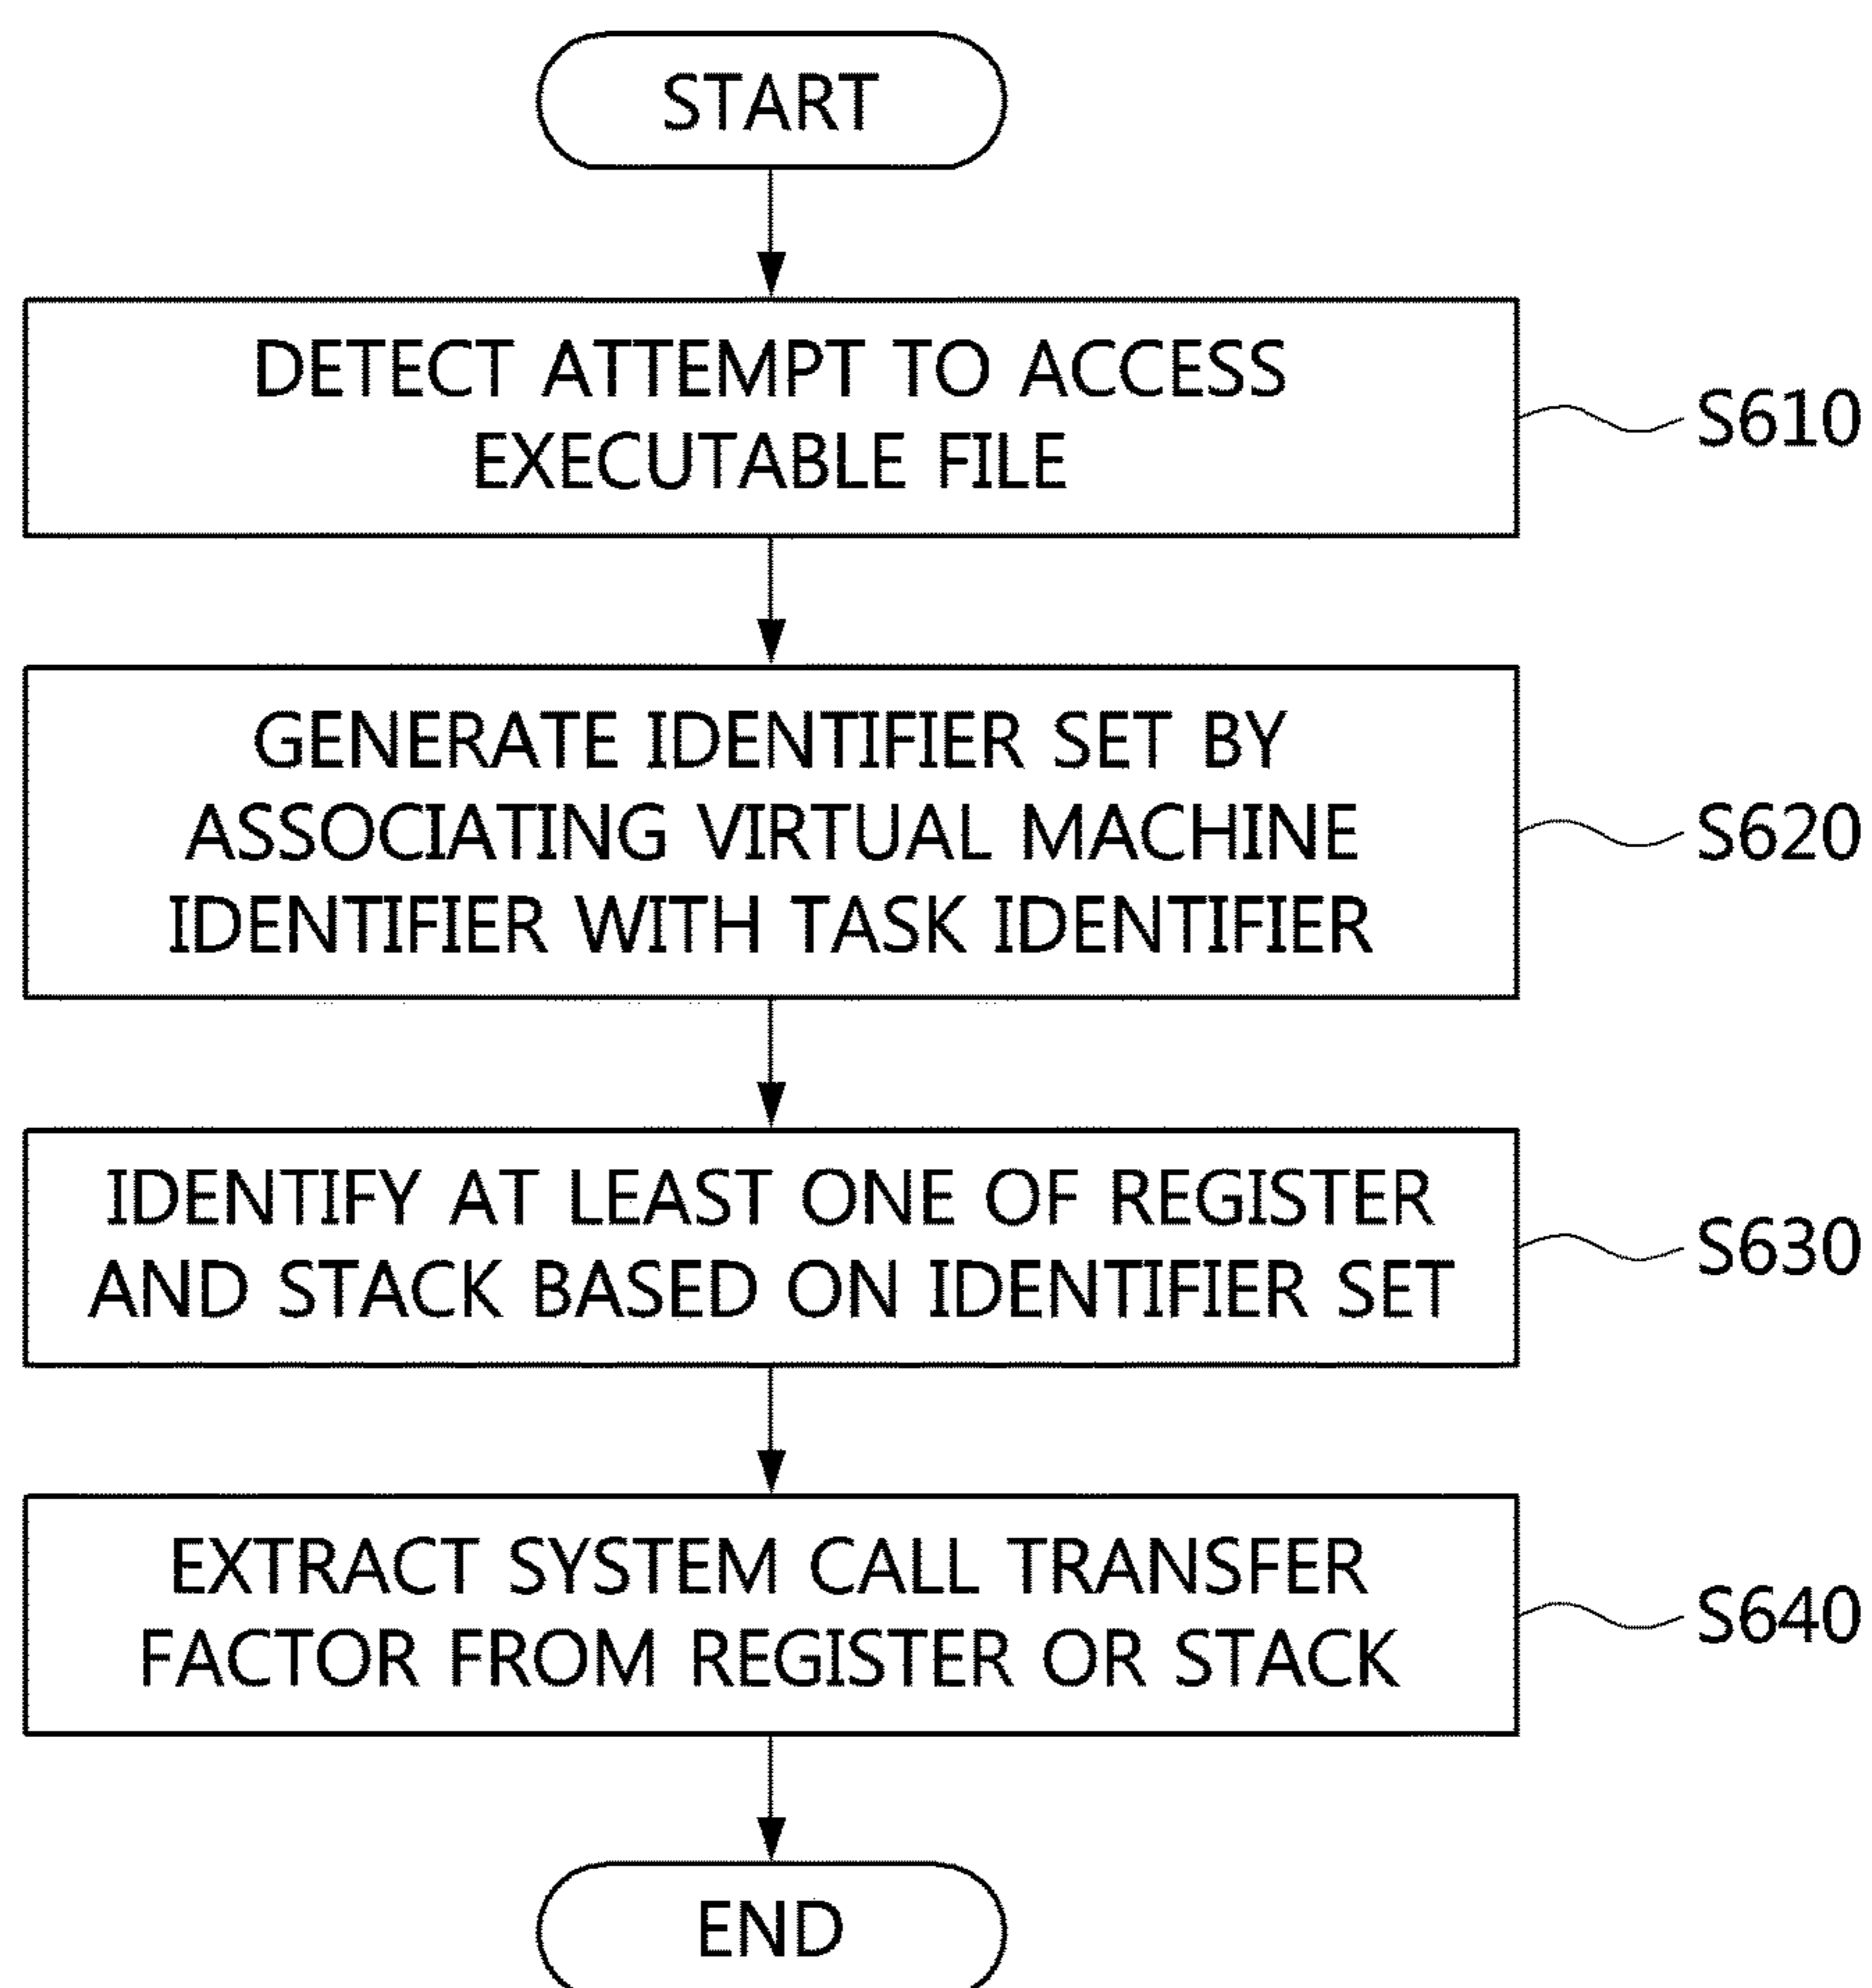 START
DETECT ATTEMPT TO ACCESS
EXECUTABLE FILE
S610
GENERATE IDENTIFIER SET BY
ASSOCIATING VIRTUAL MACHINE
IDENTIFIER WITH TASK IDENTIFIER
S620
IDENTIFY AT LEAST ONE OF REGISTER
AND STACK BASED ON IDENTIFIER SET
S630
EXTRACT SYSTEM CALL TRANSFER
FACTOR FROM REGISTER OR STACK
S640
END